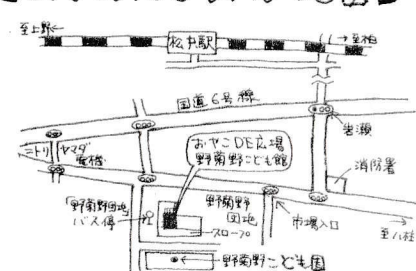 至上野←
松戸駅
→至柏
国道6号線
岩瀬
ニトリ
ヤマダ
電機
おやこDE広場
野菊野こども館
消防署
野菊野団地
バス停
野菊野
団地
スロープ
市場入口
至八柱
野菊野こども園